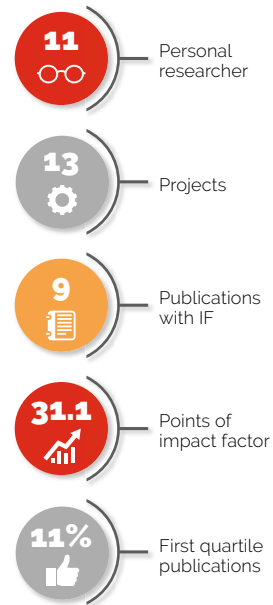 11
Personal
researcher
13
Projects
9
Publications
with IF
31.1
Points of
impact factor
11%
First quartile
publications